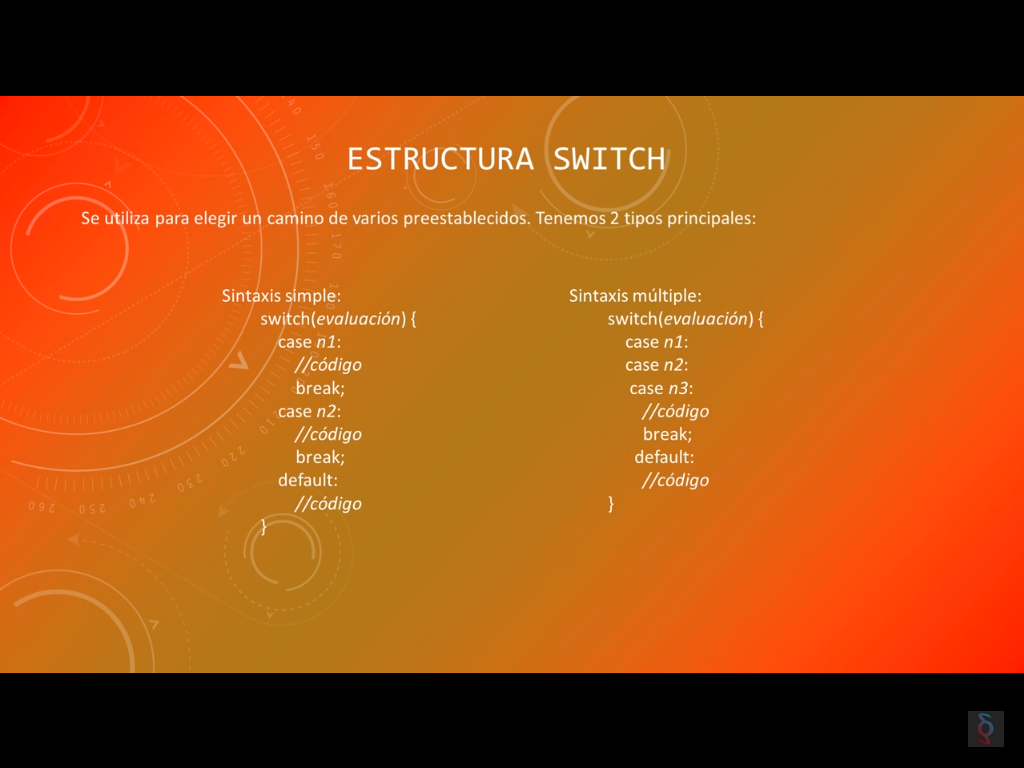 ESTRUCTURA SWITCH
Se utiliza para elegir un camino de varios preestablecidos. Tenemos 2 tipos principales:
Sintaxis simple:
switch(evaluación) {
case n1:
//código
break;
case n2:
//código
break;
default:
//código
}
Sintaxis múltiple:
switch(evaluación) {
case n1:
case n2:
case n3:
//código
break;
default:
//código
}
150
160
170
210
220
230
240
250
260